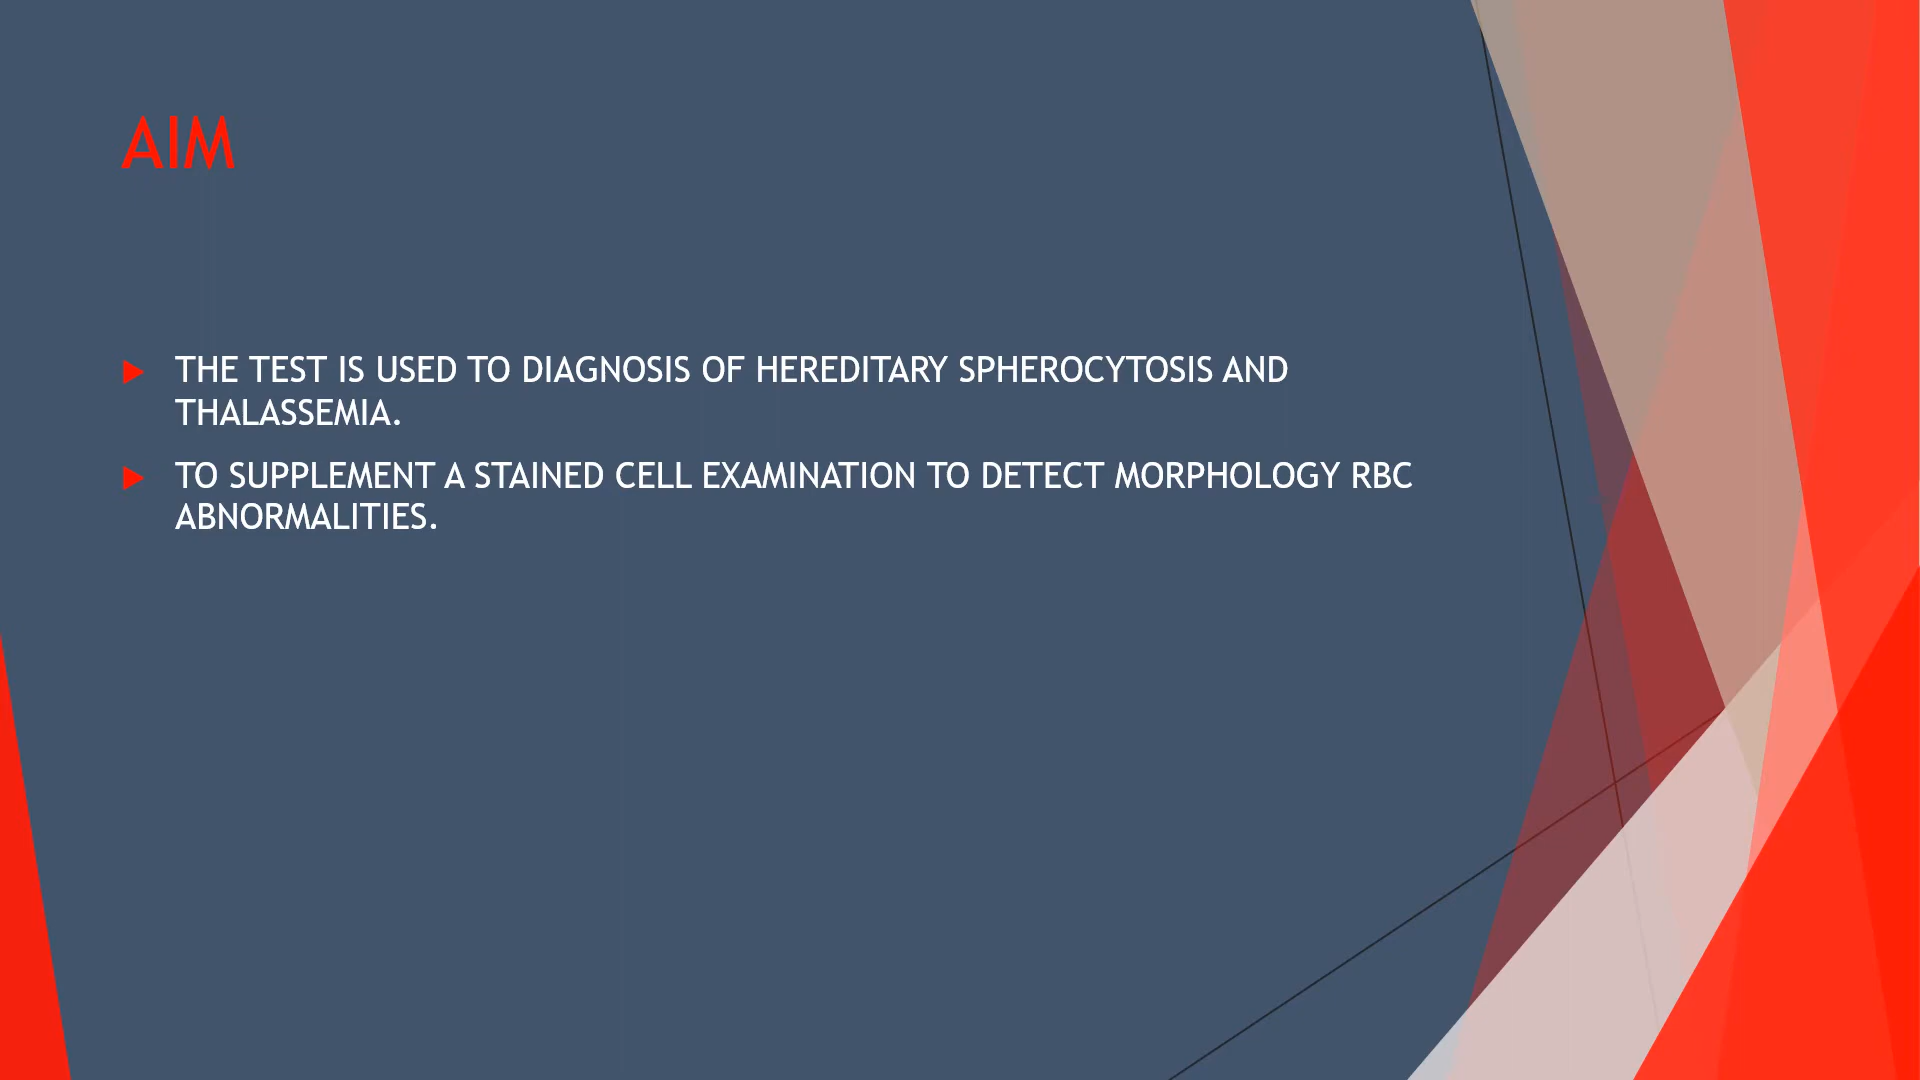 AIM
THE TEST IS USED TO DIAGNOSIS OF HEREDITARY SPHEROCYTOSIS AND
THALASSEMIA.
TO SUPPLEMENT A STAINED CELL EXAMINATION TO DETECT MORPHOLOGY RBC
ABNORMALITIES.